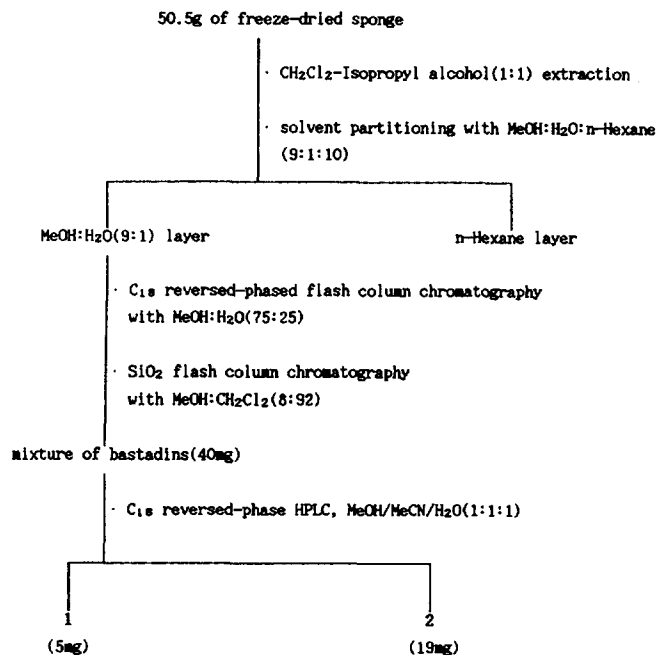 50.5g of freeze-dried sponge
· CH₂Cl₂-Isopropyl alcohol(1:1) extraction
· solvent partitioning with MeOH:H₂O:n-Hexane
(9:1:10)
MeOH:H₂O(9:1) layer
n-Hexane layer
· C₁₈ reversed-phased flash column chromatography
with MeOH:H₂O(75:25)
· SiO₂ flash column chromatography
with MeOH:CH₂Cl₂(8:92)
mixture of bastadins(40mg)
· C₁₈ reversed-phase HPLC, MeOH/MeCN/H₂O(1:1:1)
1
2
(5mg)
(19mg)